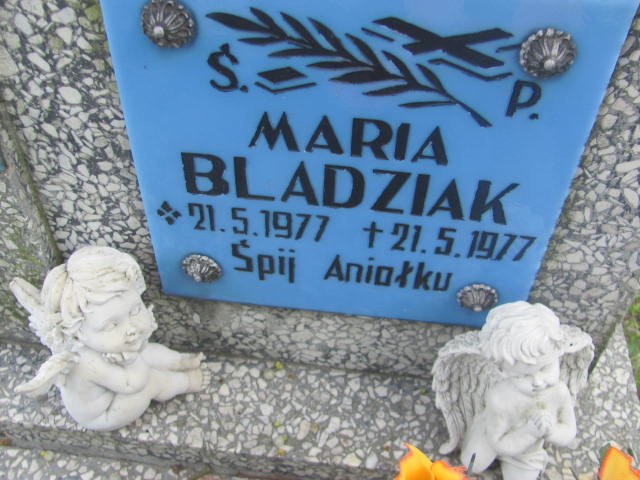 Ś. P.
MARIA
BLADZIAK
21.5.1977 †21.5.1977
Śpij Aniołku